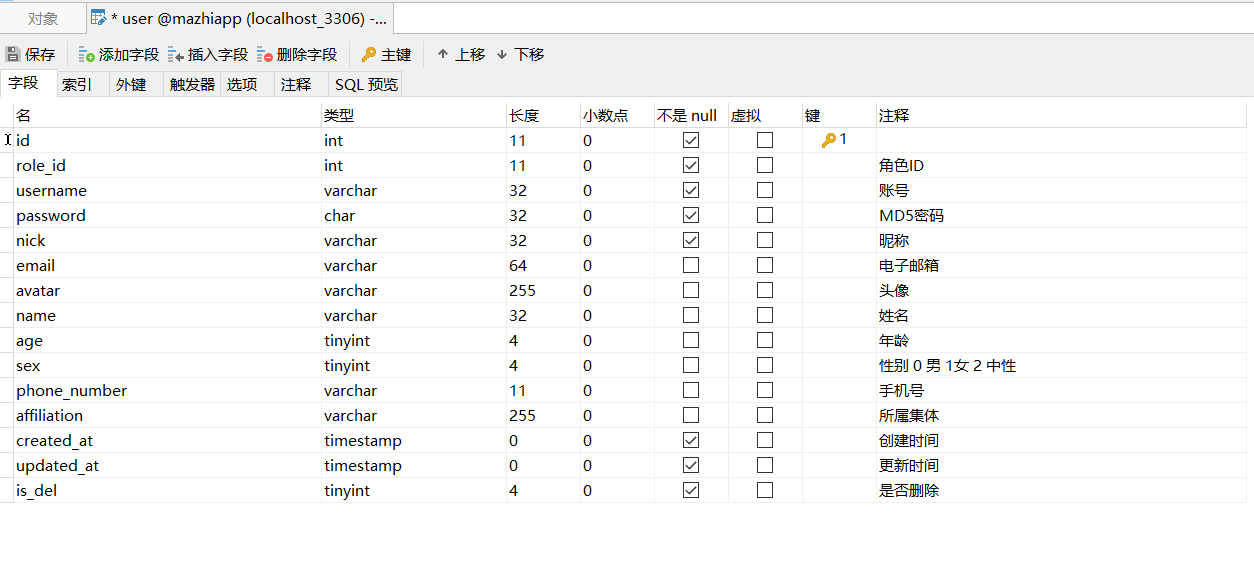 对象 * user @mazhiapp (localhost_3306) -...
保存 添加字段 插入字段 删除字段 主键 上移 下移
字段 索引 外键 触发器 选项 注释 SQL 预览
名 类型 长度 小数点 不是 null 虚拟 键 注释
id int 11 0 1
role_id int 11 0 角色ID
username varchar 32 0 账号
password char 32 0 MD5密码
nick varchar 32 0 昵称
email varchar 64 0 电子邮箱
avatar varchar 255 0 头像
name varchar 32 0 姓名
age tinyint 4 0 年龄
sex tinyint 4 0 性别 0 男 1女 2 中性
phone_number varchar 11 0 手机号
affiliation varchar 255 0 所属集体
created_at timestamp 0 0 创建时间
updated_at timestamp 0 0 更新时间
is_del tinyint 4 0 是否删除